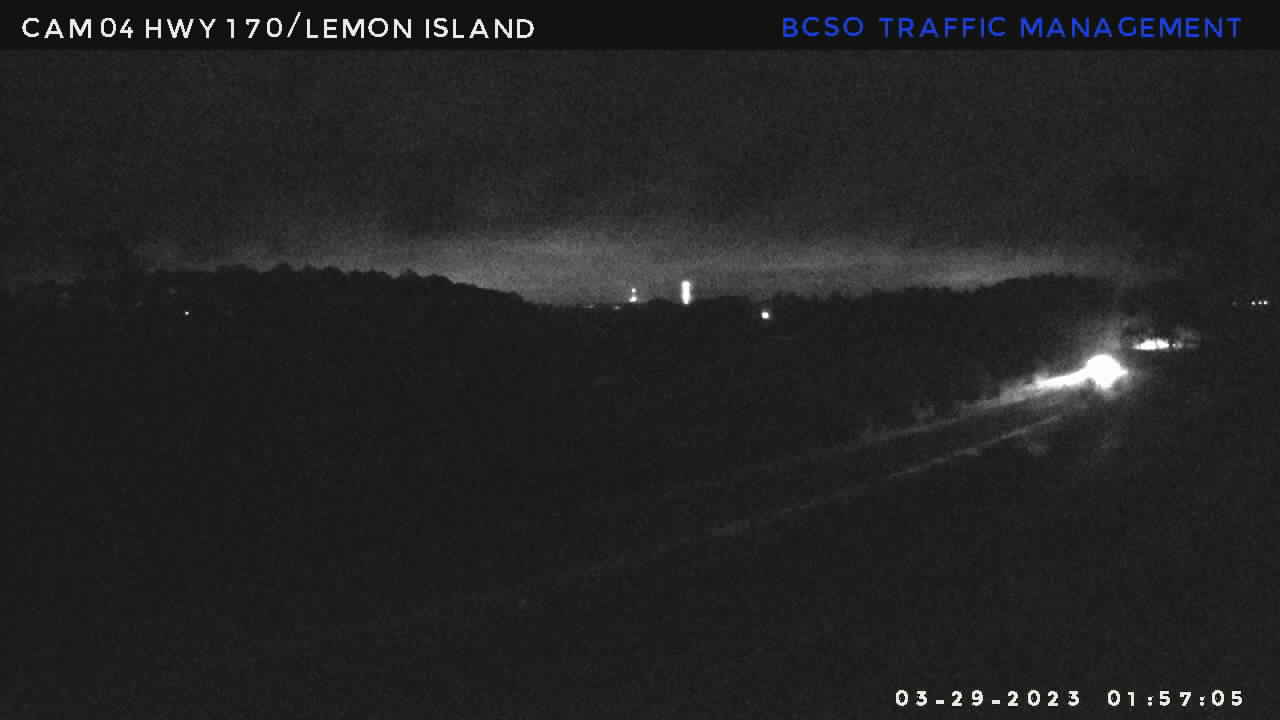 CAM 04 HWY 170/LEMON ISLAND
BCSO TRAFFIC MANAGEMENT
03-29-2023 01:57:05